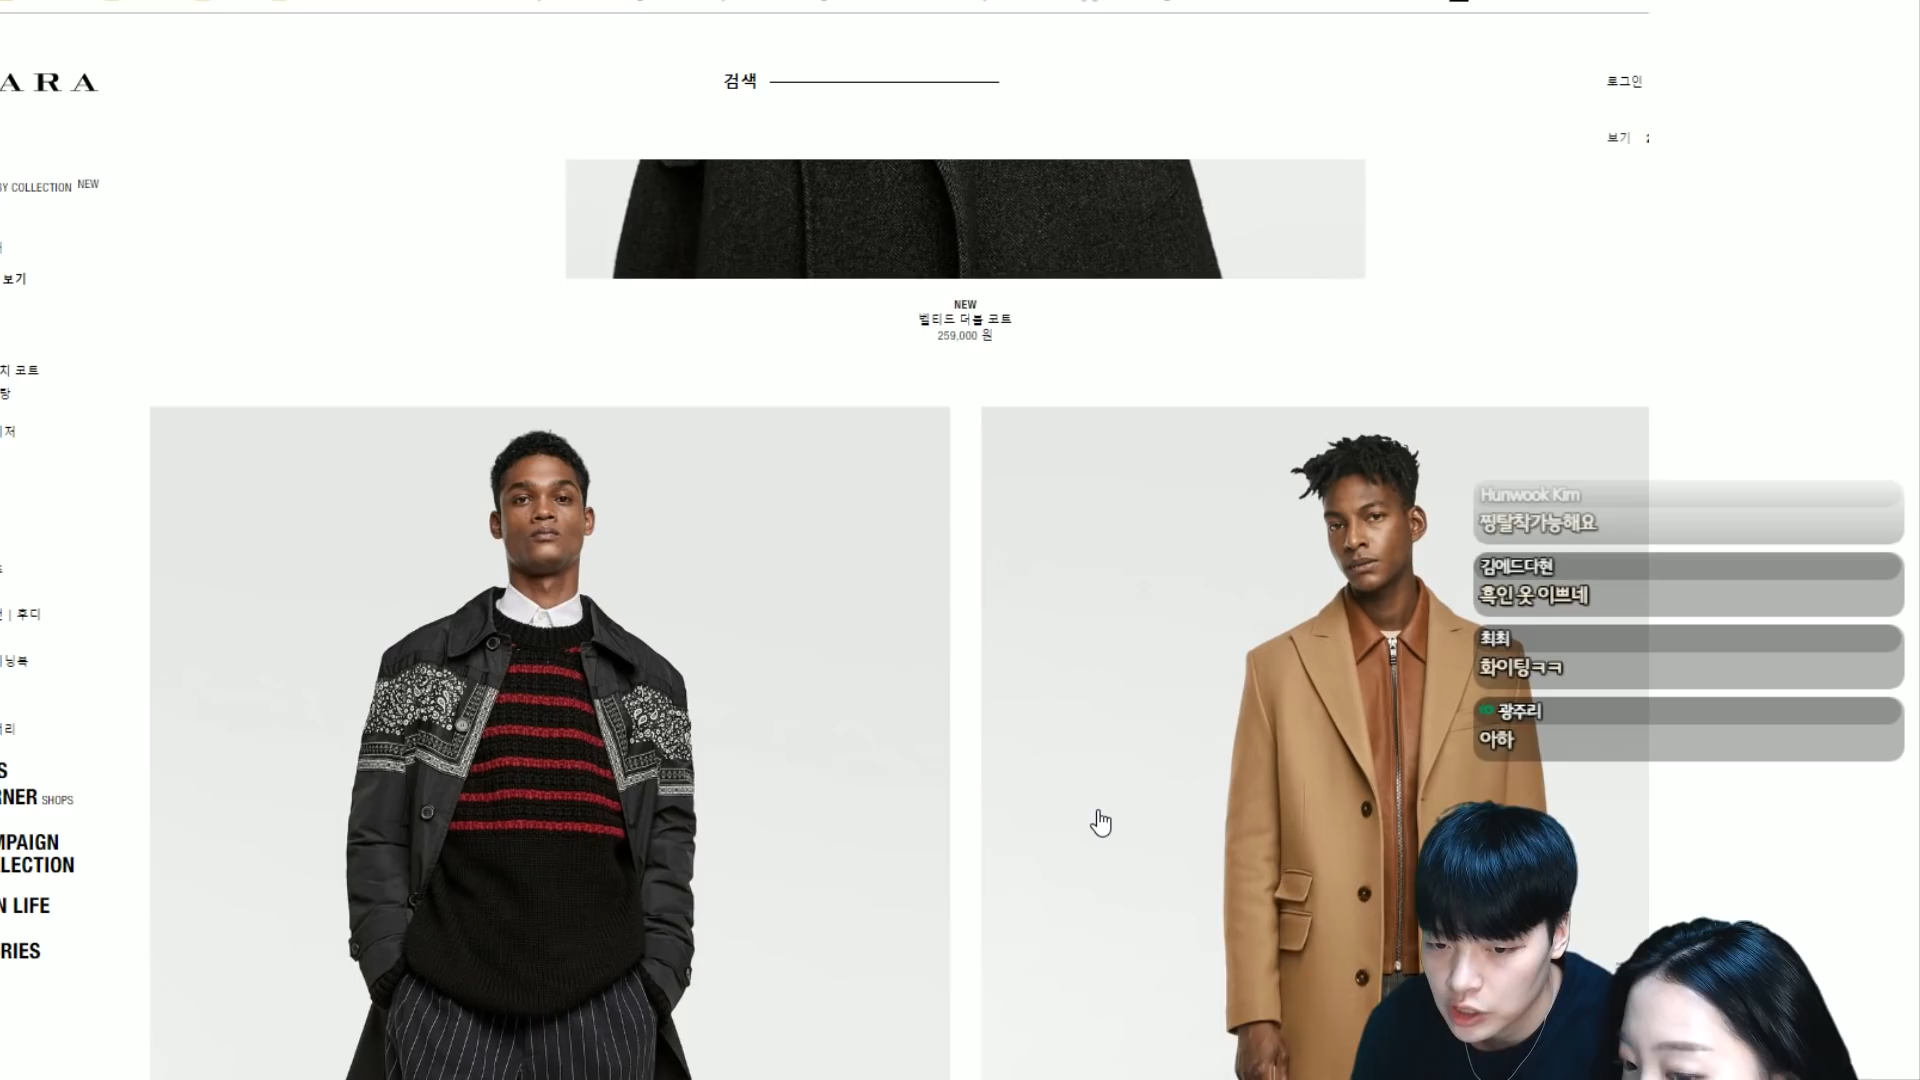 ARA
검색
로그인
보기
BY COLLECTION NEW
보기
NEW
벨티드 더블 코트
259,000 원
치 코트
탕
저
| 후디
닝복
리
S
RNER SHOPS
MPAIGN
LLECTION
N LIFE
RIES
Hunwook Kim
찡탈착가능해요
김에드다현
흑인 옷 이쁘네
최최
화이팅ㅋㅋ
광주리
아하